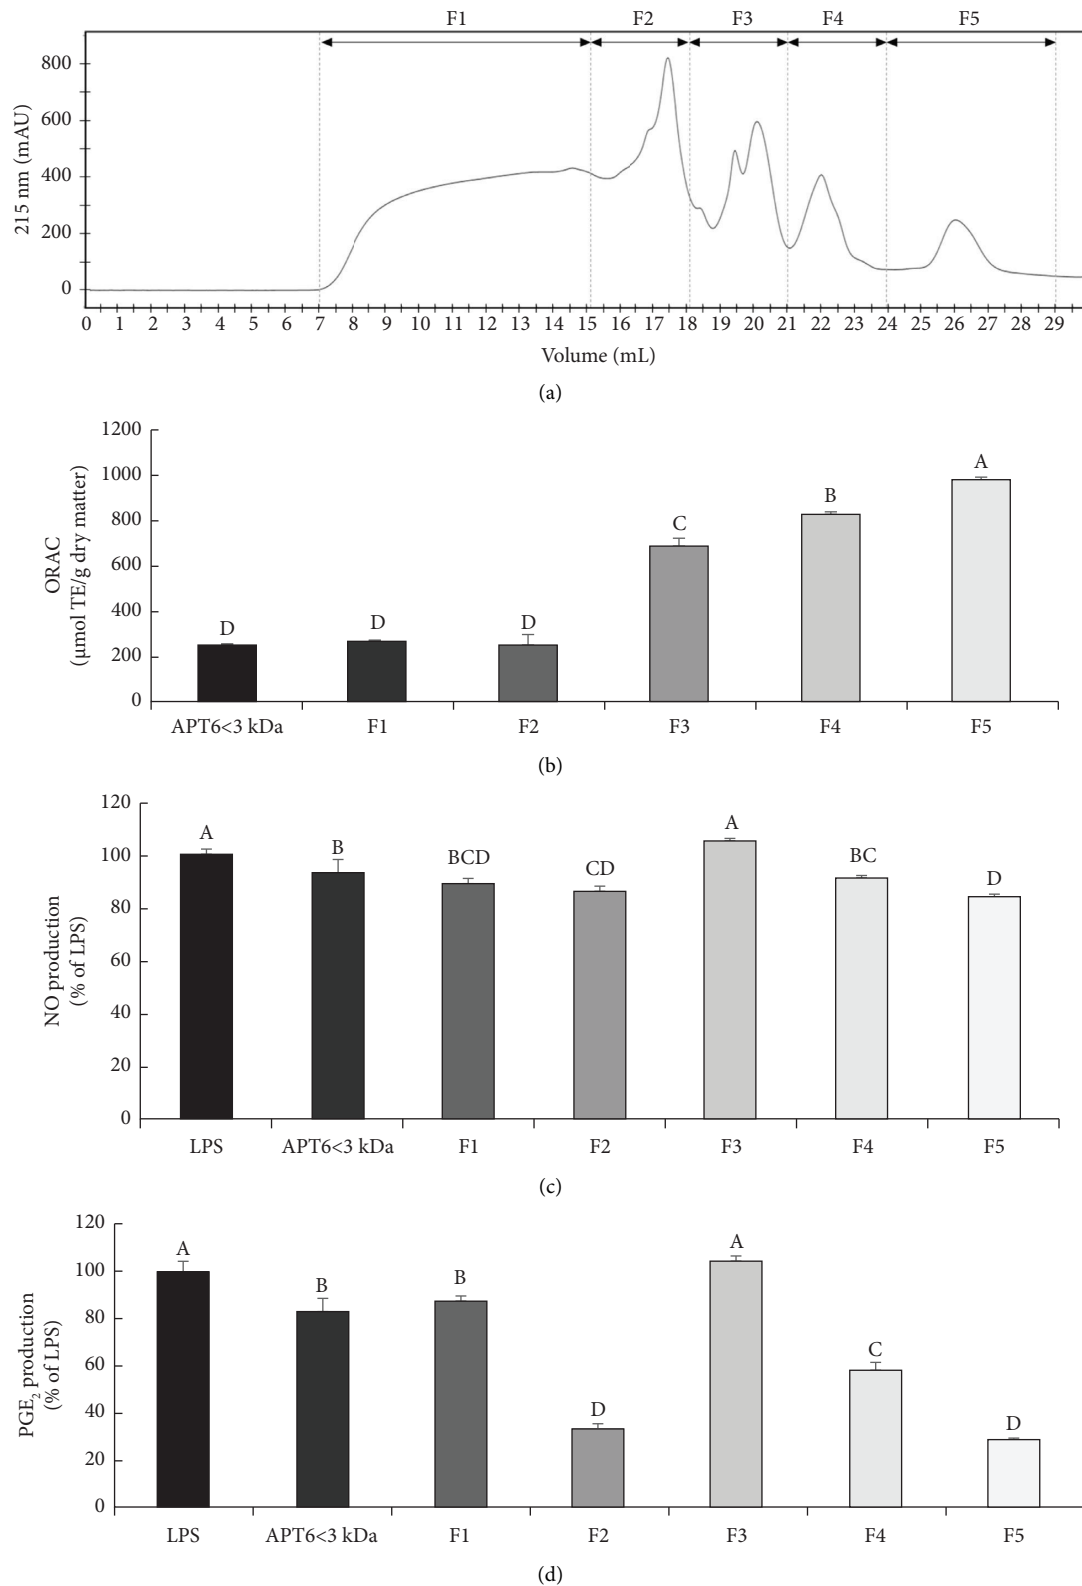 F1 F2 F3 F4 F5
800
600
400
200
0
215 nm (mAU)
0 1 2 3 4 5 6 7 8 9 10 11 12 13 14 15 16 17 18 19 20 21 22 23 24 25 26 27 28 29
Volume (mL)
(a)
1200
1000
800
600
400
200
0
ORAC
(µmol TE/g dry matter)
D D D C B A
APT6<3 kDa F1 F2 F3 F4 F5
(b)
120
100
80
60
40
20
0
NO production
(% of LPS)
A B BCD CD A BC D
LPS APT6<3 kDa F1 F2 F3 F4 F5
(c)
120
100
80
60
40
20
0
PGE₂ production
(% of LPS)
A B B D A C D
LPS APT6<3 kDa F1 F2 F3 F4 F5
(d)